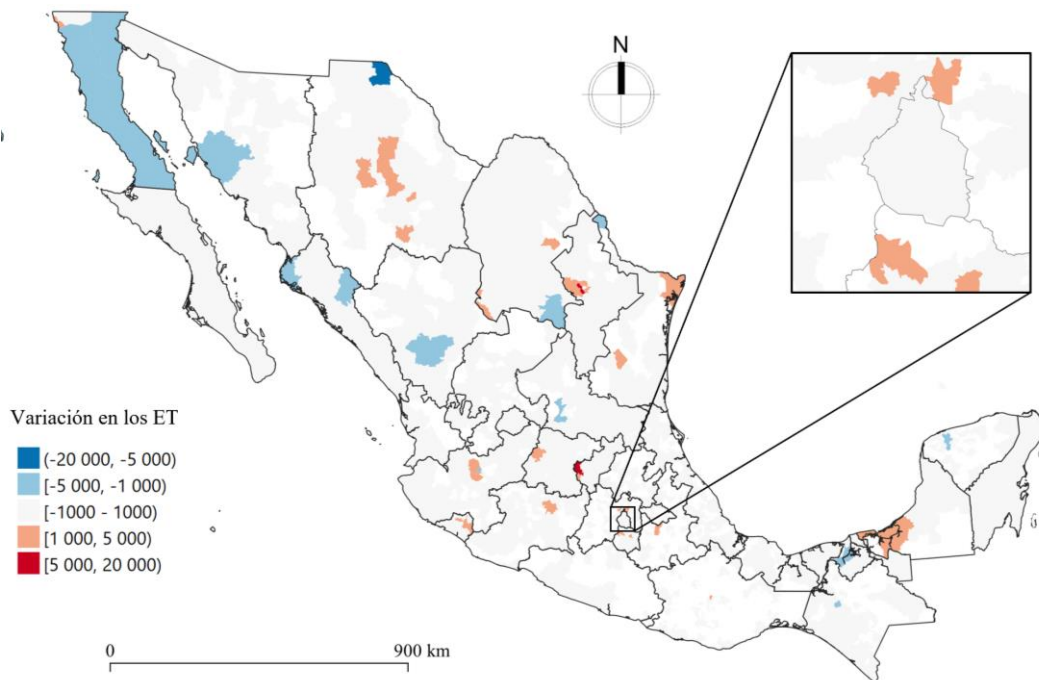 N
Variación en los ET
(-20 000, -5 000)
[-5 000, -1 000)
[-1000 - 1000)
[1 000, 5 000)
[5 000, 20 000)
0
900 km